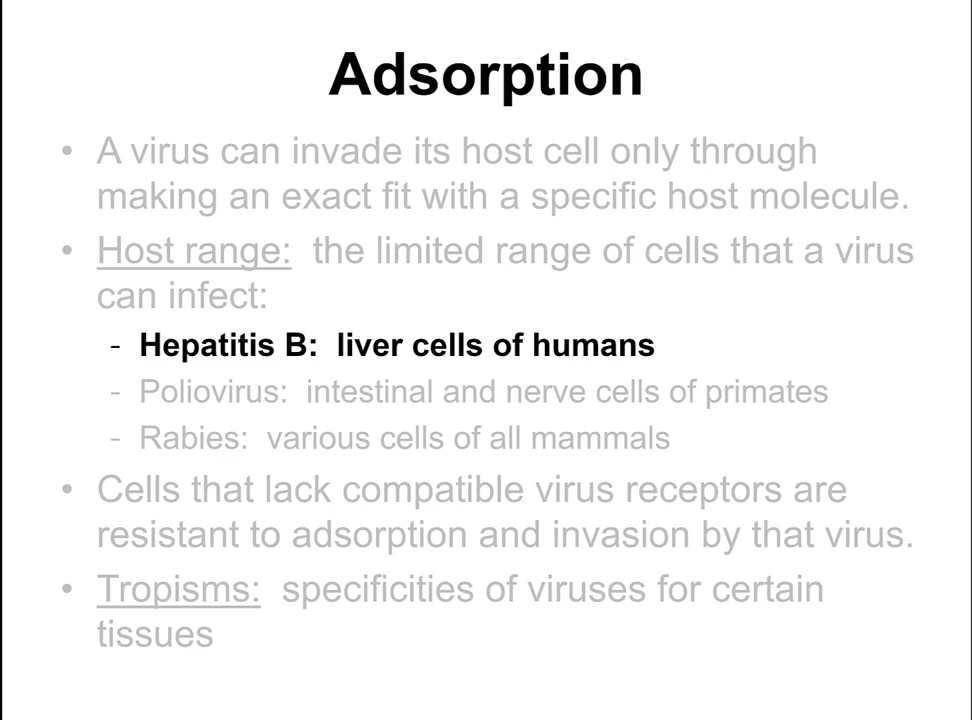 Adsorption
• A virus can invade its host cell only through
making an exact fit with a specific host molecule.
• Host range: the limited range of cells that a virus
can infect:
- Hepatitis B: liver cells of humans
- Poliovirus: intestinal and nerve cells of primates
- Rabies: various cells of all mammals
• Cells that lack compatible virus receptors are
resistant to adsorption and invasion by that virus.
• Tropisms: specificities of viruses for certain
tissues